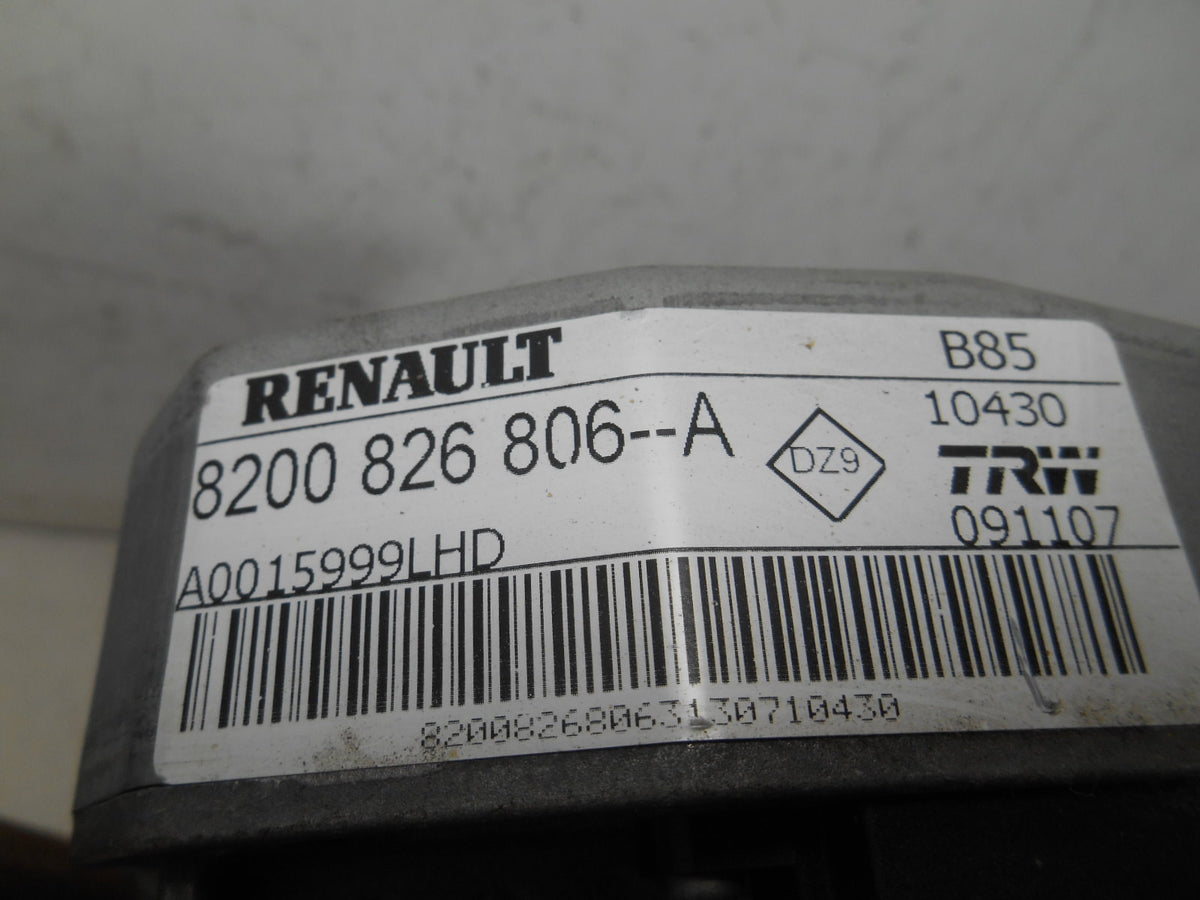 RENAULT B85
8200 826 806--A DZ9 10430
TRW
A0015999LHD 091107
82008268063130710430